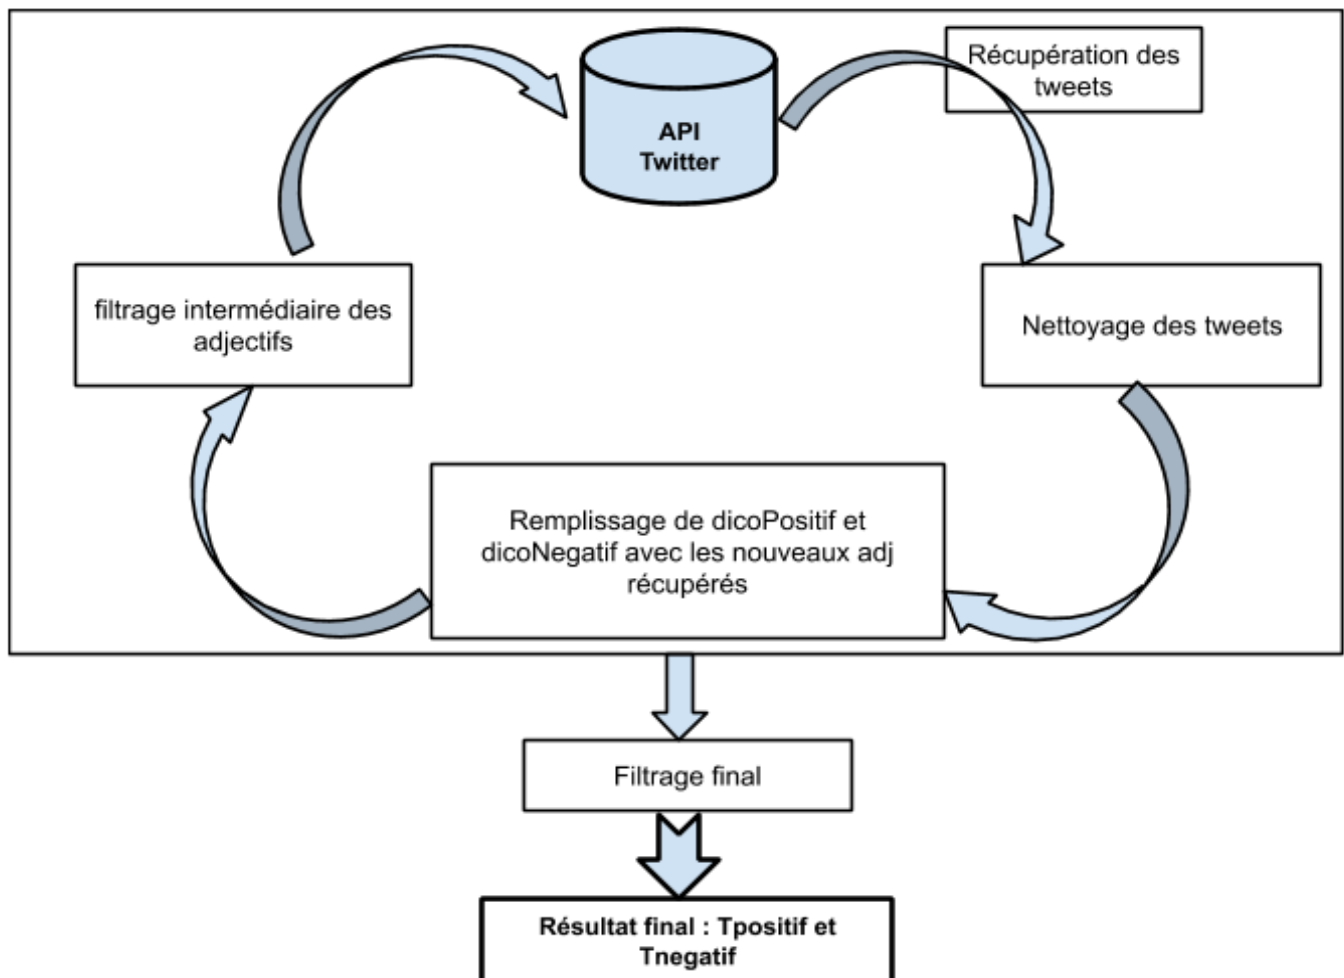 Récupération des
tweets
API
Twitter
filtrage intermédiaire des
adjectifs
Nettoyage des tweets
Remplissage de dicoPositif et
dicoNegatif avec les nouveaux adj
récupérés
Filtrage final
Résultat final : Tpositif et
Tnegatif